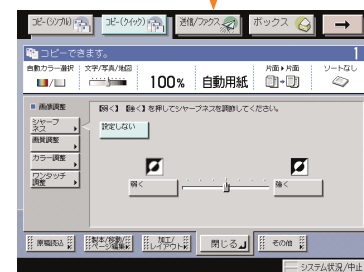 コピー(シンプル)
コピー(クイック)
送信/ファクス
ボックス
コピーできます。
1
自動カラー選択
文字/写真/地図
100%
自動用紙
片面▶片面
ソートなし
画像調整
[弱く] [強く] を押してシャープネスを調節してください。
シャープ
ネス
設定しない
画質調整
カラー調整
ワンタッチ
調整
弱く
強く
原稿読込
製本/移動/
ページ編集
加工/
レイアウト
閉じる
その他
システム状況/中止